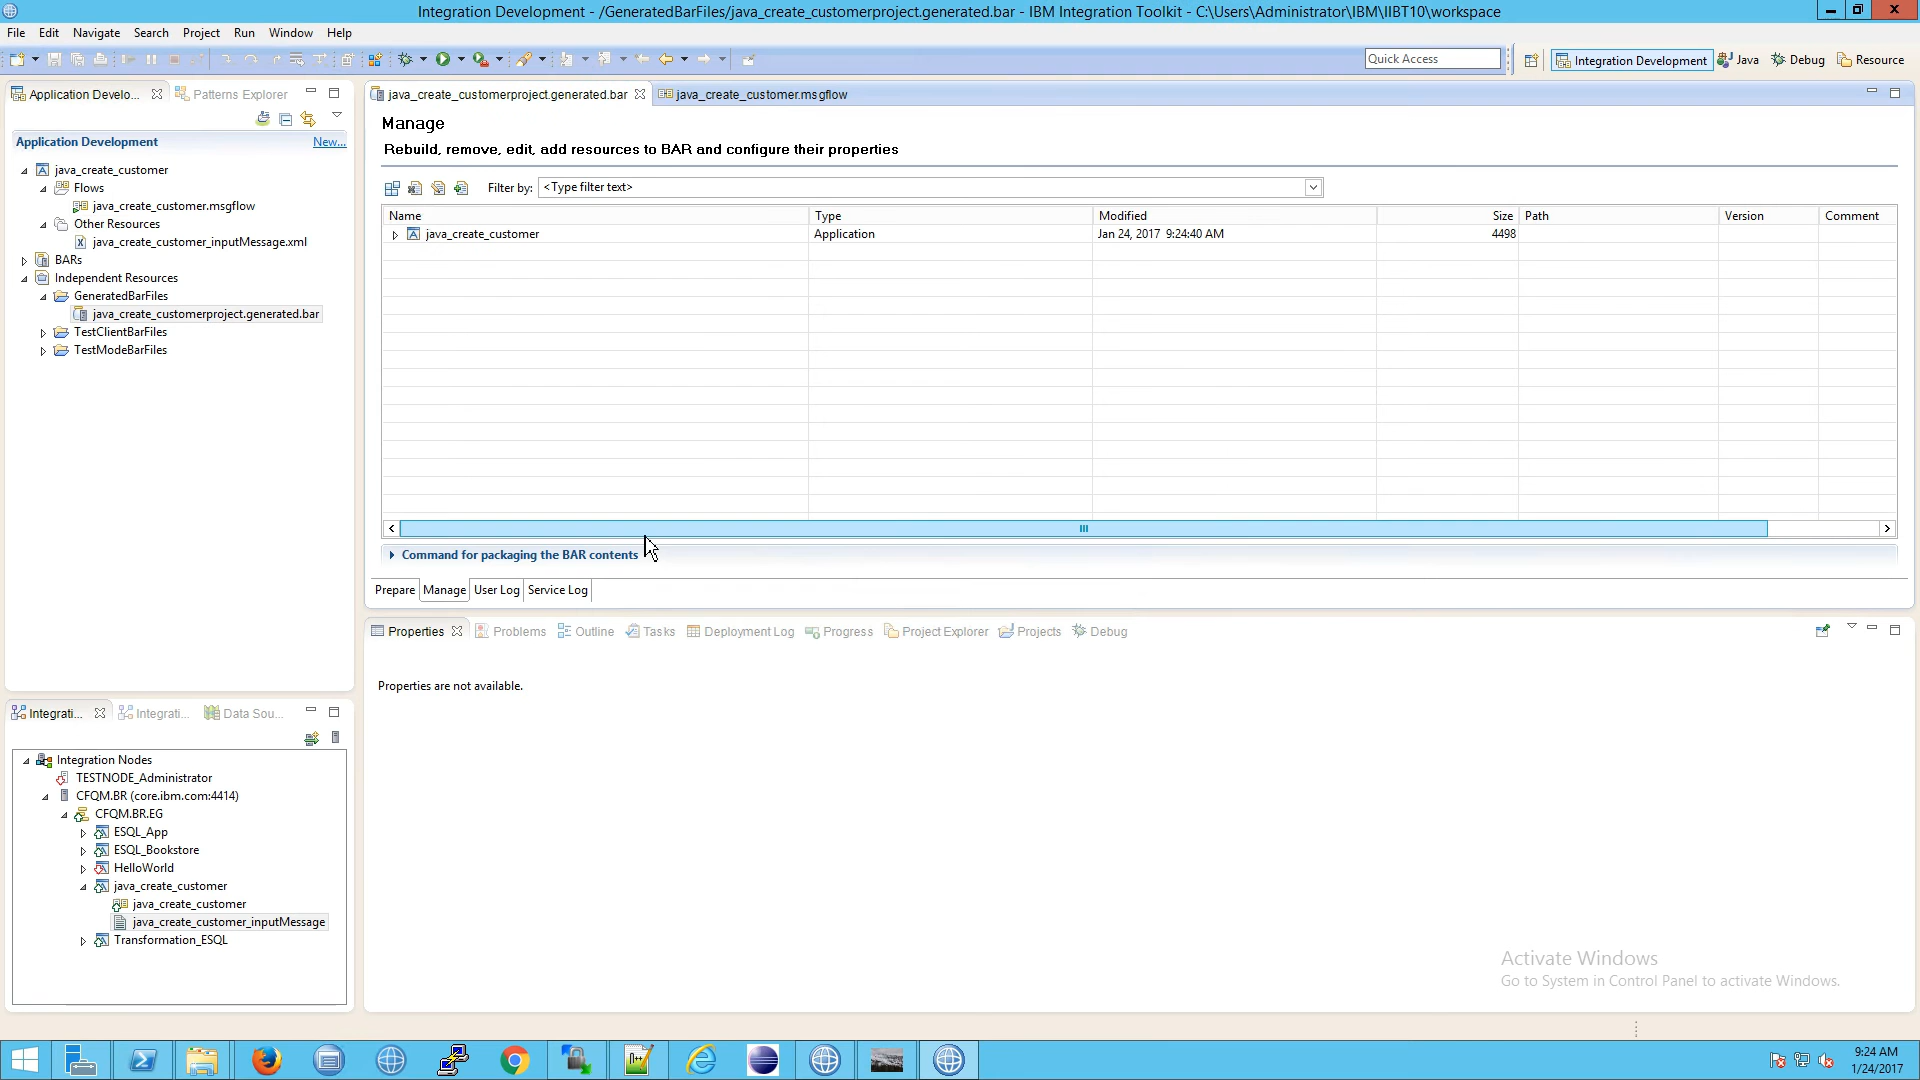 Integration Development - /GeneratedBarFiles/java_create_customerproject.generated.bar - IBM Integration Toolkit - C:\Users\Administrator\IBM\IIBT10\workspace
File Edit Navigate Search Project Run Window Help
Quick Access
Integration Development Java Debug Resource
Application Develo... Patterns Explorer
Application Development New...
java_create_customer
Flows
java_create_customer.msgflow
Other Resources
java_create_customer_inputMessage.xml
BARs
Independent Resources
GeneratedBarFiles
java_create_customerproject.generated.bar
TestClientBarFiles
TestModeBarFiles
java_create_customerproject.generated.bar java_create_customer.msgflow
Manage
Rebuild, remove, edit, add resources to BAR and configure their properties
Filter by: <Type filter text>
Name Type Modified Size Path Version Comment
java_create_customer Application Jan 24, 2017 9:24:40 AM 4498
Command for packaging the BAR contents
Prepare Manage User Log Service Log
Properties Problems Outline Tasks Deployment Log Progress Project Explorer Projects Debug
Properties are not available.
Integrati... Integrati... Data Sou...
Integration Nodes
TESTNODE_Administrator
CFQM.BR (core.ibm.com:4414)
CFQM.BR.EG
ESQL_App
ESQL_Bookstore
HelloWorld
java_create_customer
java_create_customer
java_create_customer_inputMessage
Transformation_ESQL
Activate Windows
Go to System in Control Panel to activate Windows.
9:24 AM
1/24/2017